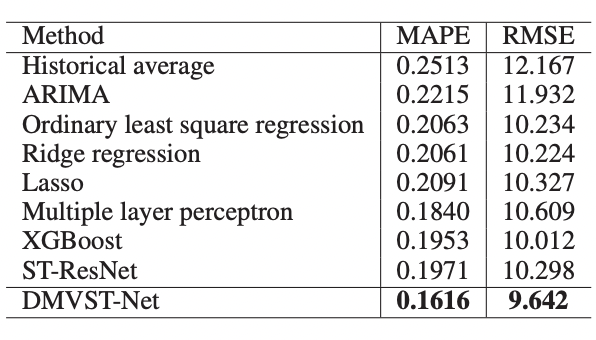 Method MAPE RMSE
Historical average 0.2513 12.167
ARIMA 0.2215 11.932
Ordinary least square regression 0.2063 10.234
Ridge regression 0.2061 10.224
Lasso 0.2091 10.327
Multiple layer perceptron 0.1840 10.609
XGBoost 0.1953 10.012
ST-ResNet 0.1971 10.298
DMVST-Net 0.1616 9.642